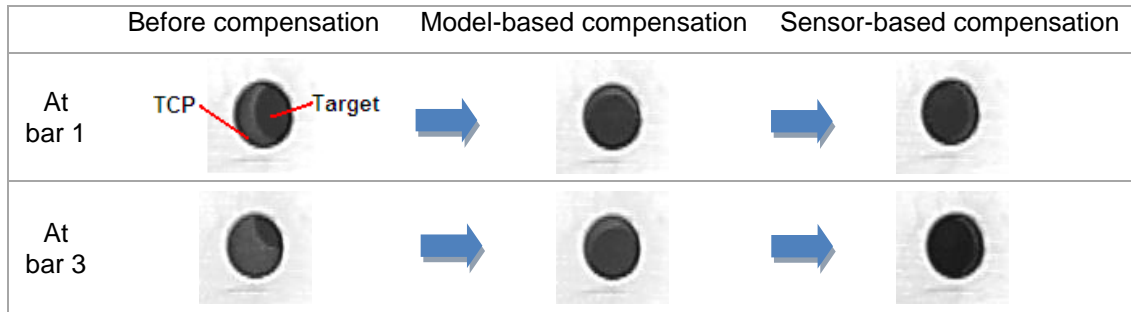 Before compensation Model-based compensation Sensor-based compensation
At
bar 1
TCP Target
At
bar 3